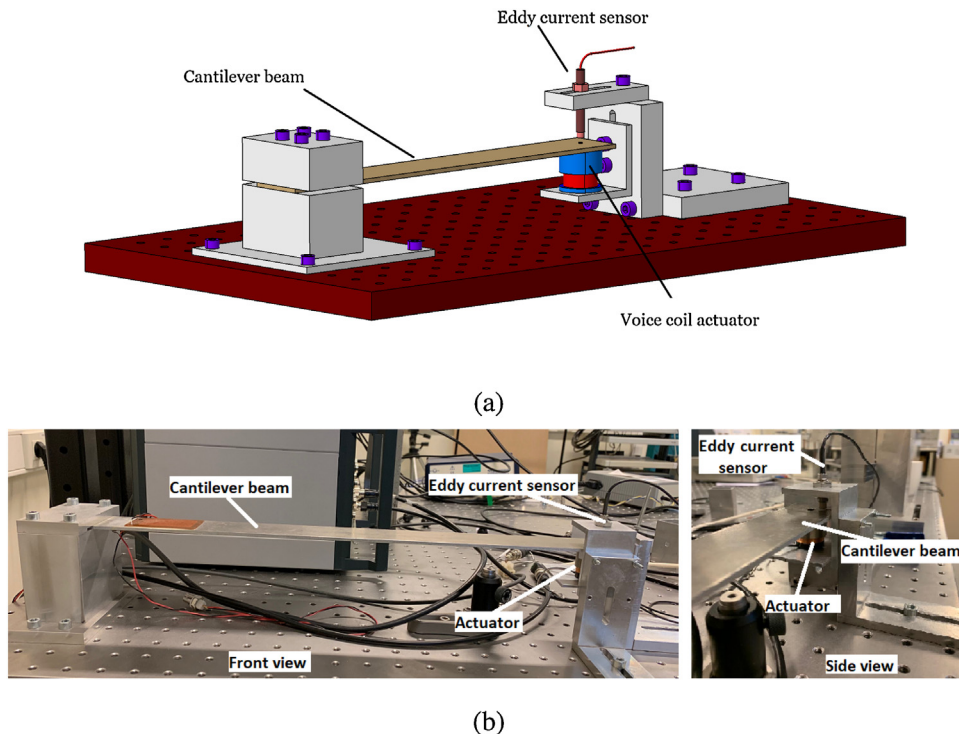 Eddy current sensor
Cantilever beam
Voice coil actuator
(a)
Cantilever beam
Eddy current sensor
Actuator
Front view
Eddy current
sensor
Cantilever beam
Actuator
Side view
(b)